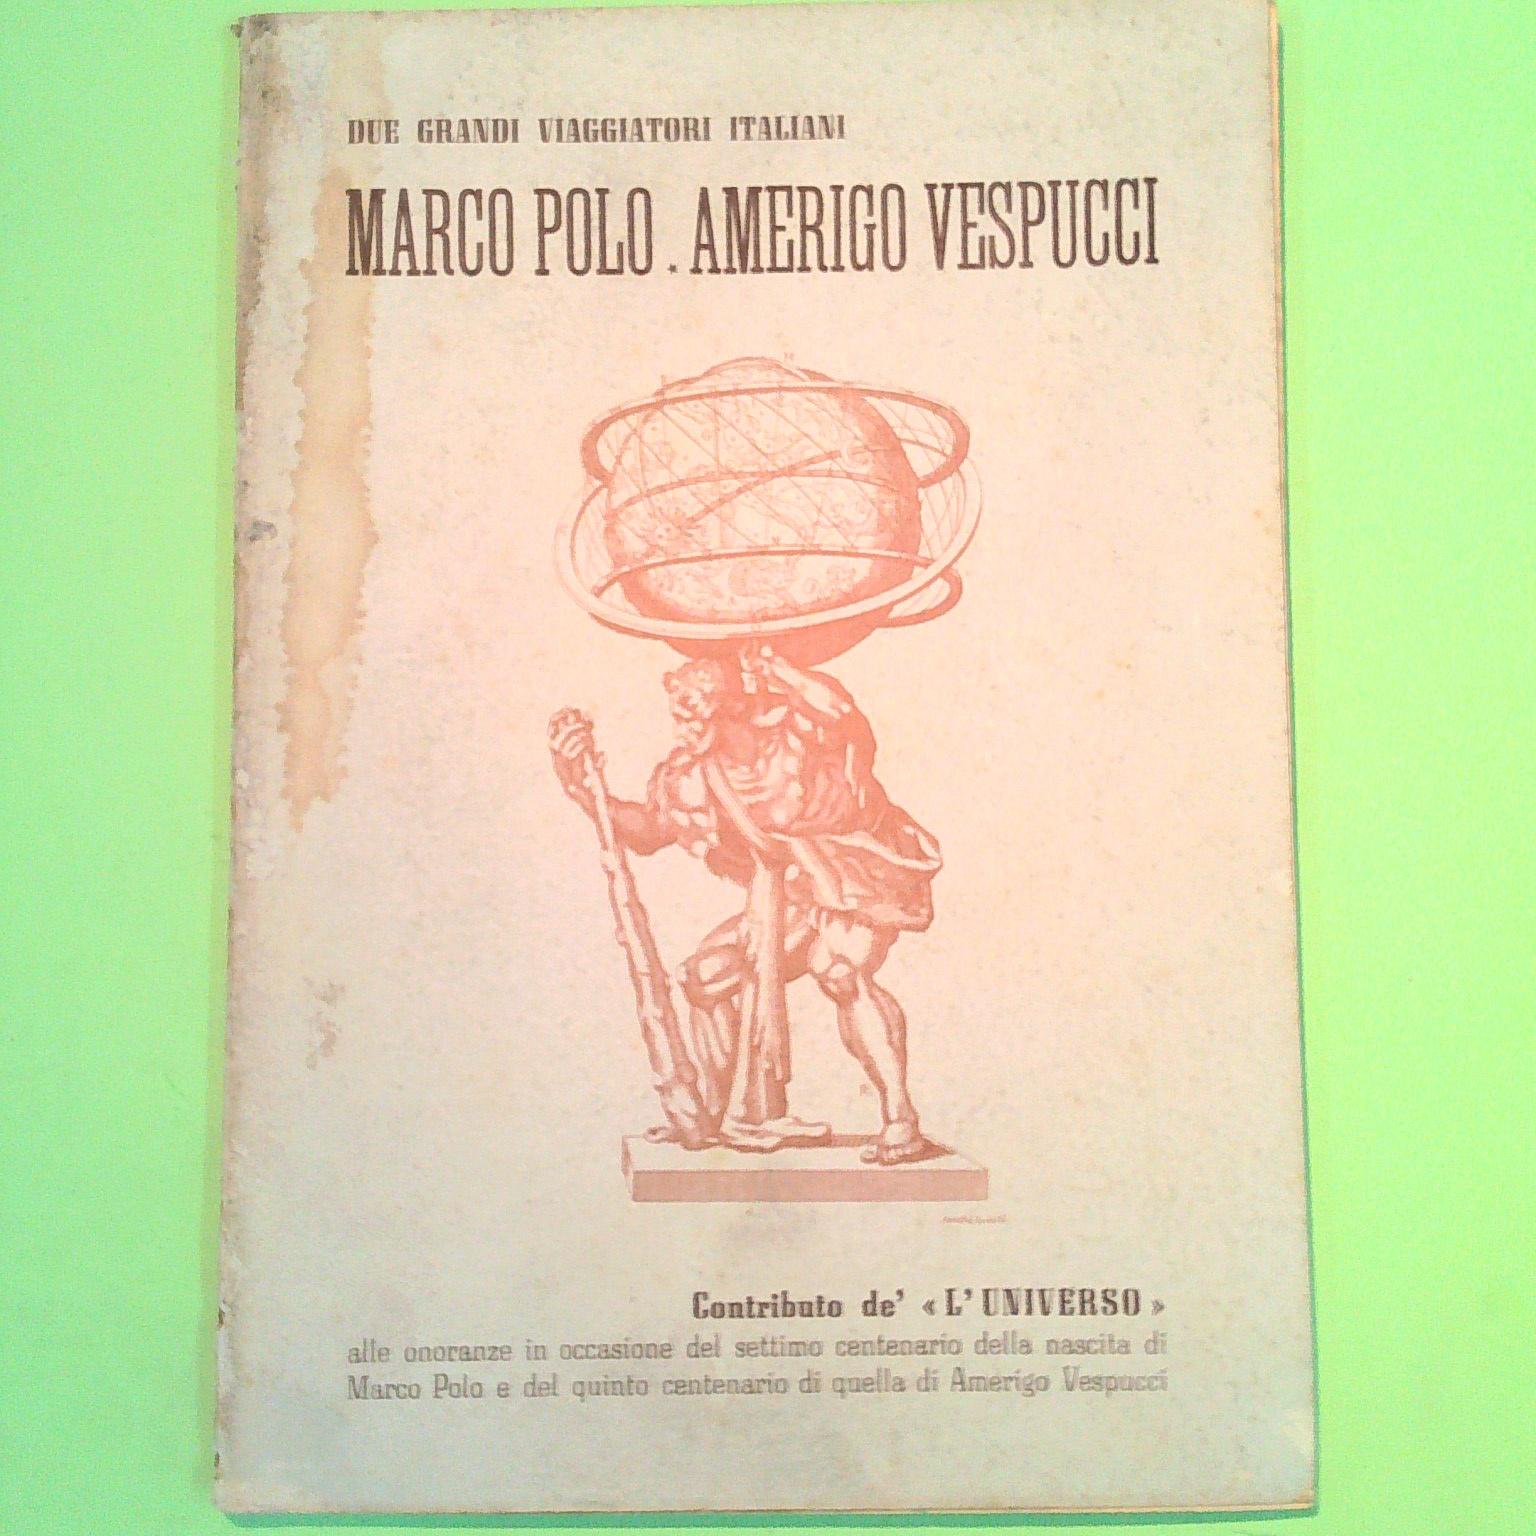 DUE GRANDI VIAGGIATORI ITALIANI
MARCO POLO . AMERIGO VESPUCCI
Contributo de' « L'UNIVERSO »
alle onoranze in occasione del settimo centenario della nascita di
Marco Polo e del quinto centenario di quella di Amerigo Vespucci